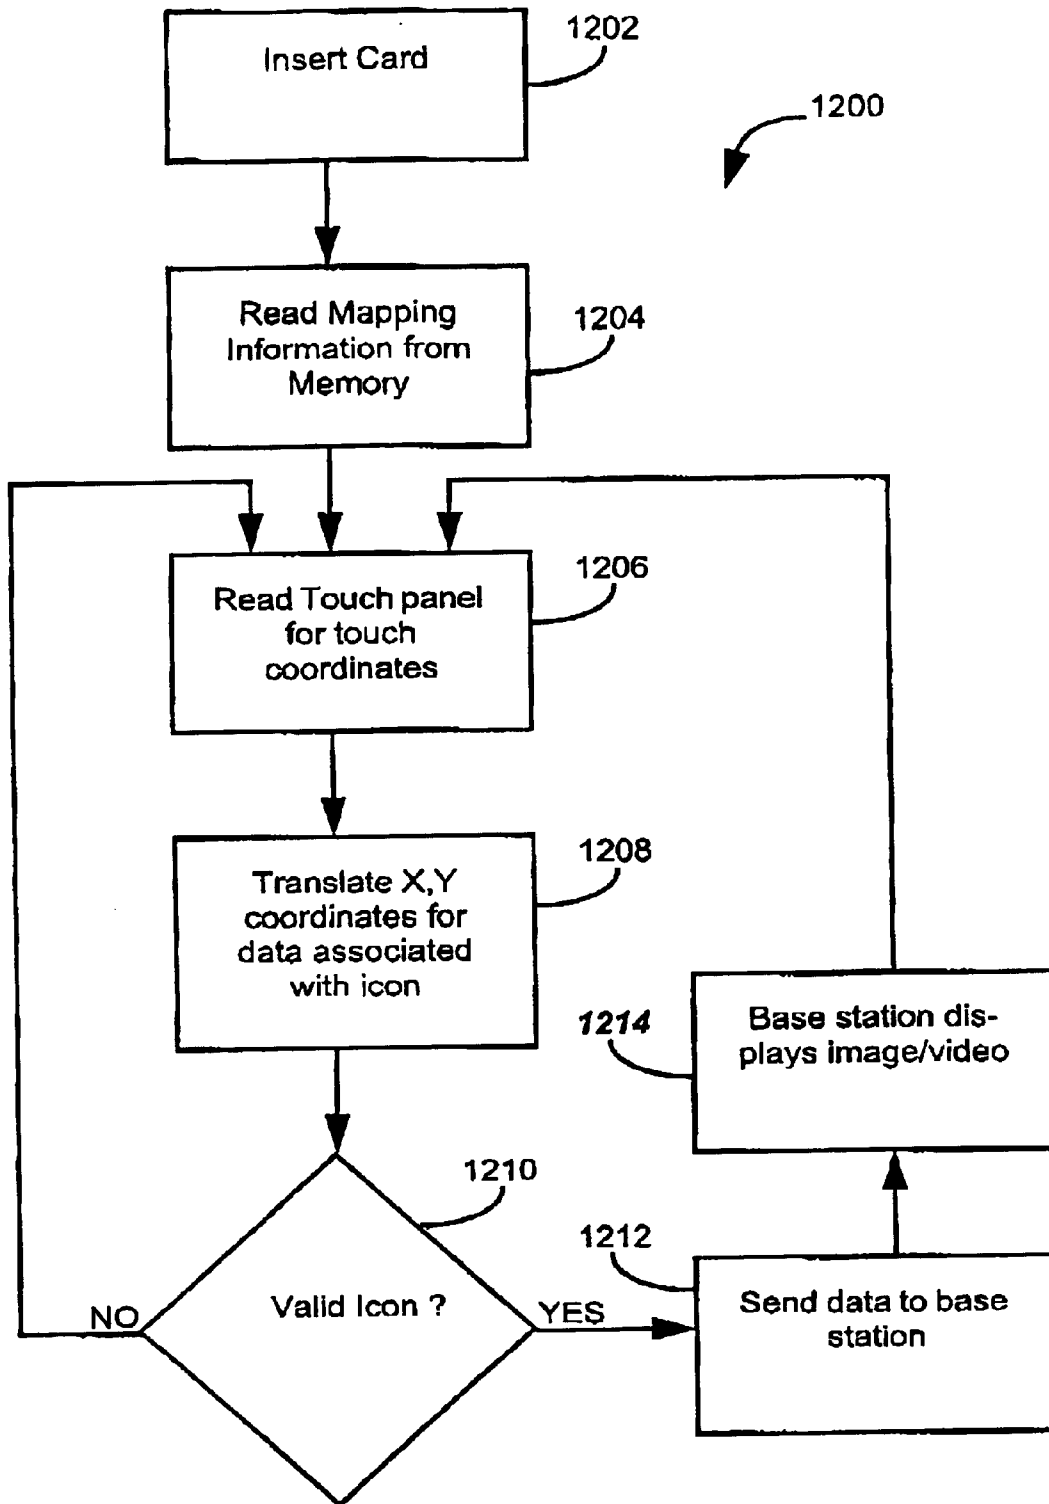 Insert Card
1202
1200
Read Mapping
Information from
Memory
1204
Read Touch panel
for touch
coordinates
1206
Translate X,Y
coordinates for
data associated
with icon
1208
Base station dis-
plays image/video
1214
Valid Icon ?
1210
NO
YES
Send data to base
station
1212